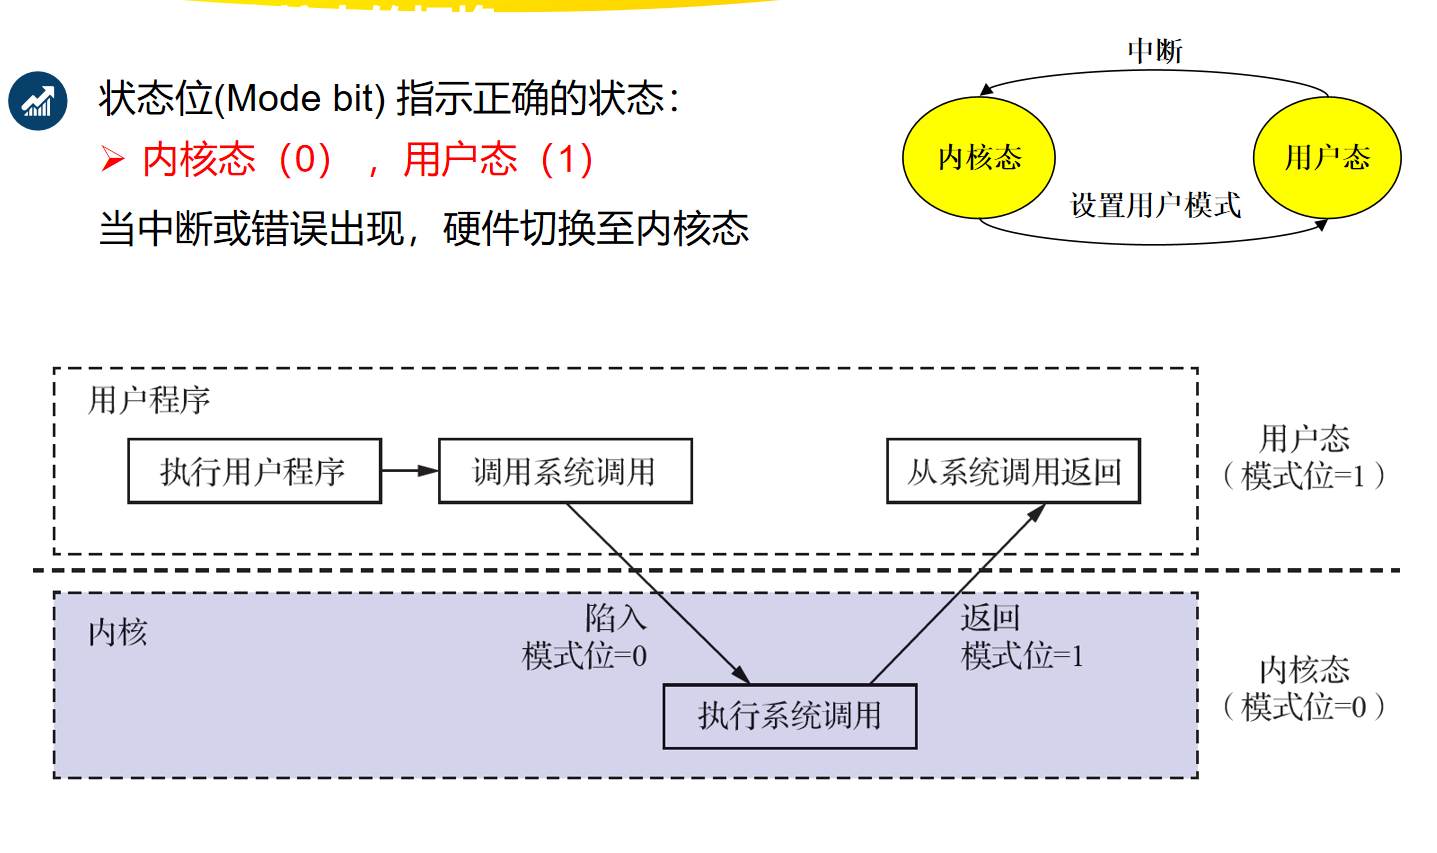 状态位(Mode bit) 指示正确的状态：
➢ 内核态（0），用户态（1）
当中断或错误出现，硬件切换至内核态
中断
内核态
用户态
设置用户模式
用户程序
执行用户程序
调用系统调用
从系统调用返回
用户态
（模式位=1）
内核
陷入
模式位=0
返回
模式位=1
执行系统调用
内核态
（模式位=0）